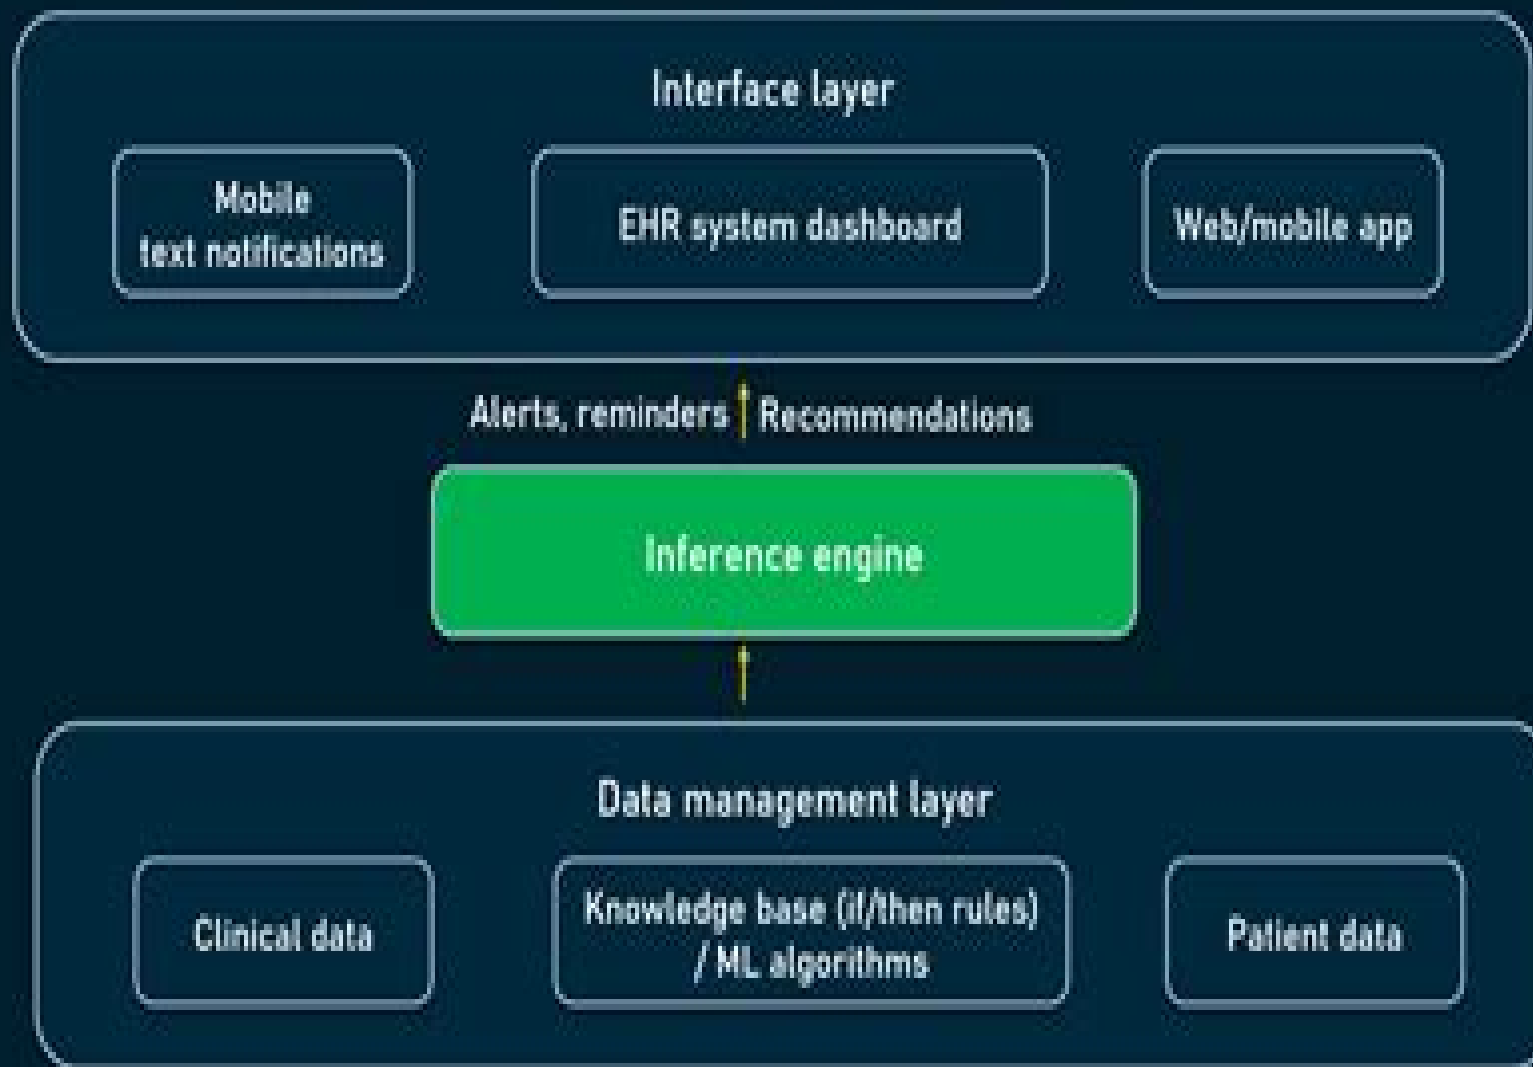 Interface layer
Mobile
text notifications
EHR system dashboard
Web/mobile app
Alerts, reminders
Recommendations
Inference engine
Data management layer
Clinical data
Knowledge base (if/then rules)
/ ML algorithms
Patient data